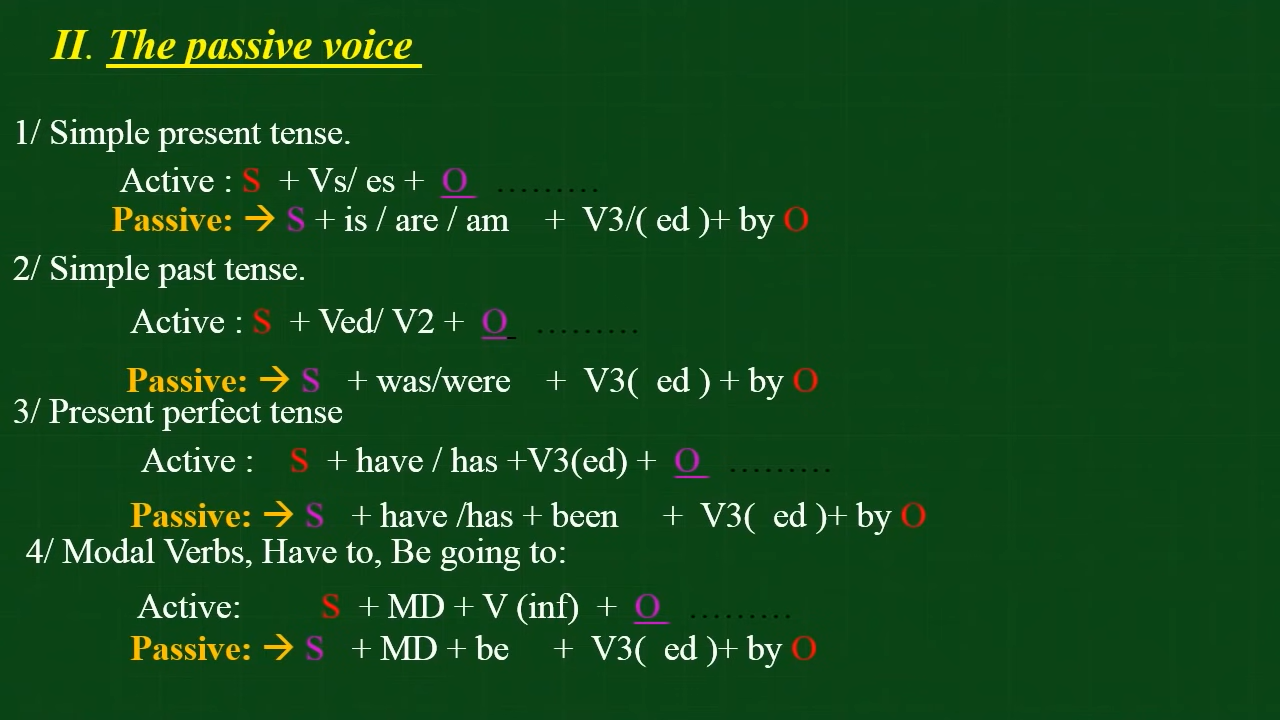 II. The passive voice
1/ Simple present tense.
Active : S + Vs/ es + O .........
Passive: → S + is / are / am + V3/( ed )+ by O
2/ Simple past tense.
Active : S + Ved/ V2 + O .........
Passive: → S + was/were + V3( ed ) + by O
3/ Present perfect tense
Active : S + have / has +V3(ed) + O .........
Passive: → S + have /has + been + V3( ed )+ by O
4/ Modal Verbs, Have to, Be going to:
Active: S + MD + V (inf) + O .........
Passive: → S + MD + be + V3( ed )+ by O